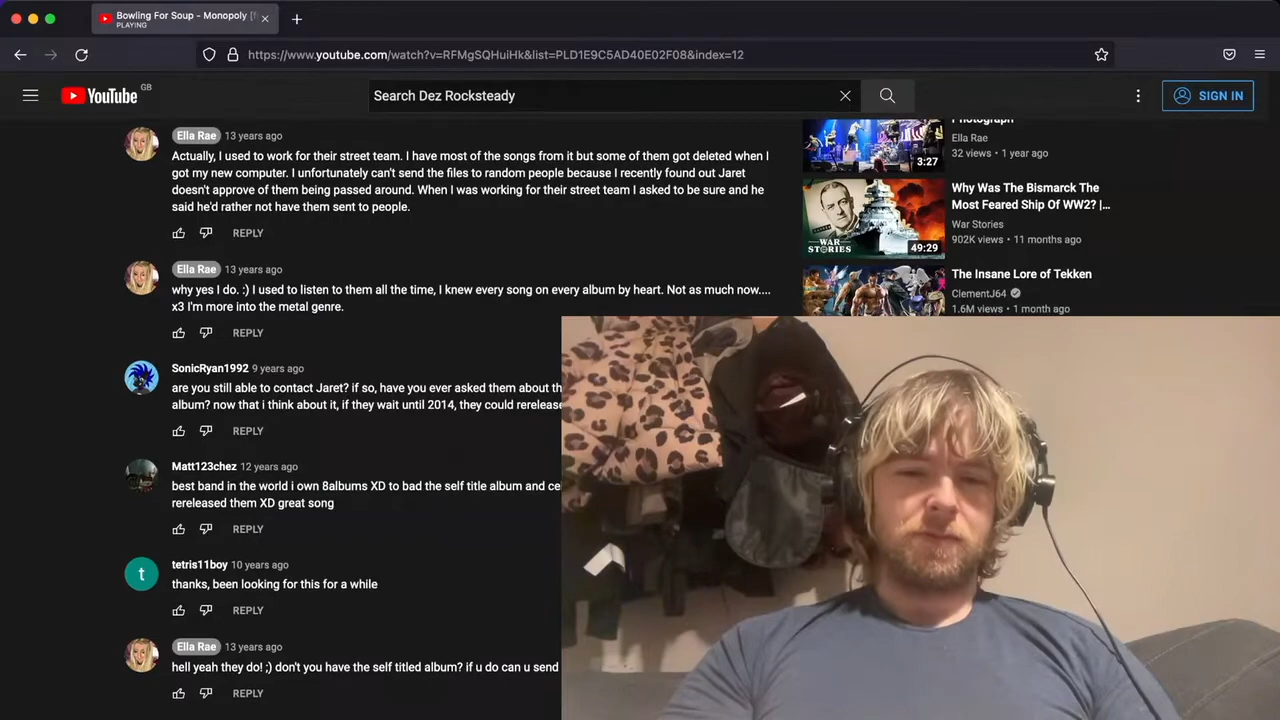 Bowling For Soup - Monopoly
PLAYING
https://www.youtube.com/watch?v=RFMgSQHuiHk&list=PLD1E9C5AD40E02F08&index=12
YouTube GB
Search Dez Rocksteady
SIGN IN
Ella Rae 13 years ago
Actually, I used to work for their street team. I have most of the songs from it but some of them got deleted when I
got my new computer. I unfortunately can't send the files to random people because I recently found out Jaret
doesn't approve of them being passed around. When I was working for their street team I asked to be sure and he
said he'd rather not have them sent to people.
REPLY
Ella Rae 13 years ago
why yes I do. :) I used to listen to them all the time, I knew every song on every album by heart. Not as much now....
x3 I'm more into the metal genre.
REPLY
SonicRyan1992 9 years ago
are you still able to contact Jaret? if so, have you ever asked them about th
album? now that i think about it, if they wait until 2014, they could rerelease
REPLY
Matt123chez 12 years ago
best band in the world i own 8albums XD to bad the self title album and ce
rereleased them XD great song
REPLY
t
tetris11boy 10 years ago
thanks, been looking for this for a while
REPLY
Ella Rae 13 years ago
hell yeah they do! ;) don't you have the self titled album? if u do can u send
REPLY
Photograph
Ella Rae
32 views • 1 year ago
3:27
Why Was The Bismarck The
Most Feared Ship Of WW2? |...
War Stories
902K views • 11 months ago
WAR
STORIES
49:29
The Insane Lore of Tekken
ClementJ64
1.6M views • 1 month ago